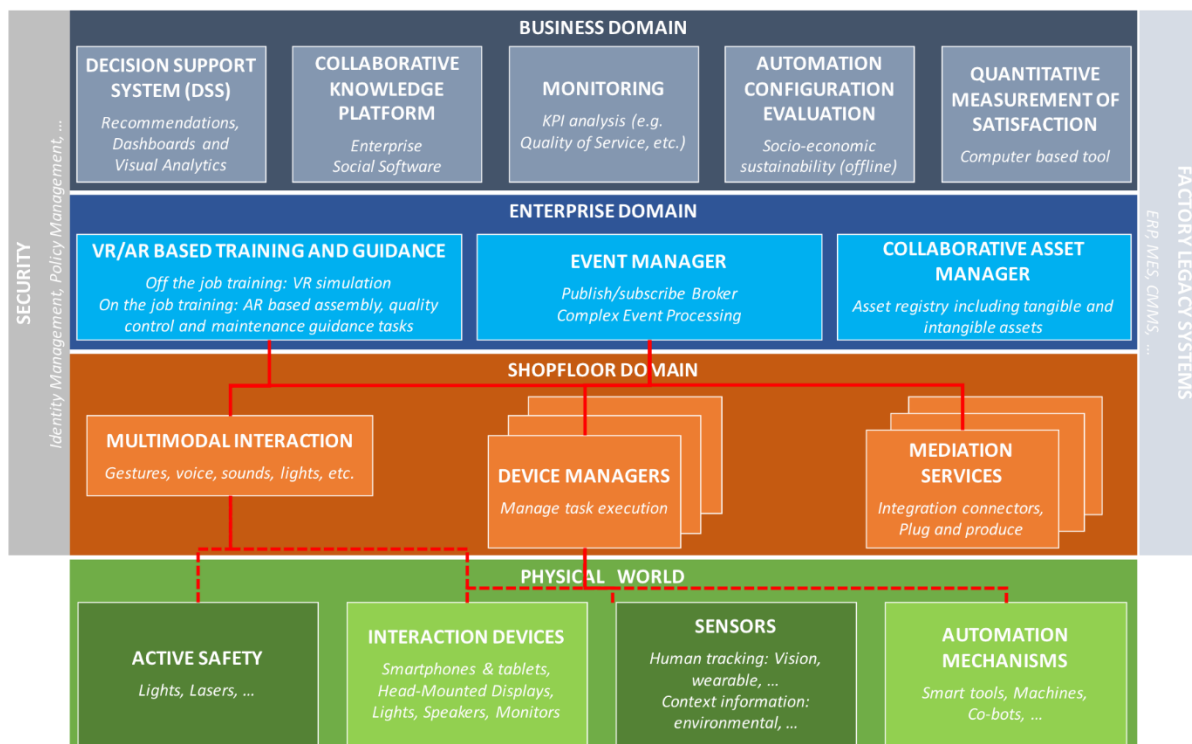 BUSINESS DOMAIN
DECISION SUPPORT
SYSTEM (DSS)
Recommendations,
Dashboards and
Visual Analytics
COLLABORATIVE
KNOWLEDGE
PLATFORM
Enterprise
Social Software
MONITORING
KPI analysis (e.g.
Quality of Service, etc.)
AUTOMATION
CONFIGURATION
EVALUATION
Socio-economic
sustainability (offline)
QUANTITATIVE
MEASUREMENT OF
SATISFACTION
Computer based tool
SECURITY
Identity Management, Policy Management, ...
FACTORY LEGACY SYSTEMS
ERP, MES, CMMS, ...
ENTERPRISE DOMAIN
VR/AR BASED TRAINING AND GUIDANCE
Off the job training: VR simulation
On the job training: AR based assembly, quality
control and maintenance guidance tasks
EVENT MANAGER
Publish/subscribe Broker
Complex Event Processing
COLLABORATIVE ASSET
MANAGER
Asset registry including tangible and
intangible assets
SHOPFLOOR DOMAIN
MULTIMODAL INTERACTION
Gestures, voice, sounds, lights, etc.
DEVICE MANAGERS
Manage task execution
MEDIATION
SERVICES
Integration connectors,
Plug and produce
PHYSICAL WORLD
ACTIVE SAFETY
Lights, Lasers, ...
INTERACTION DEVICES
Smartphones & tablets,
Head-Mounted Displays,
Lights, Speakers, Monitors
SENSORS
Human tracking: Vision,
wearable, ...
Context information:
environmental, ...
AUTOMATION
MECHANISMS
Smart tools, Machines,
Co-bots, ...